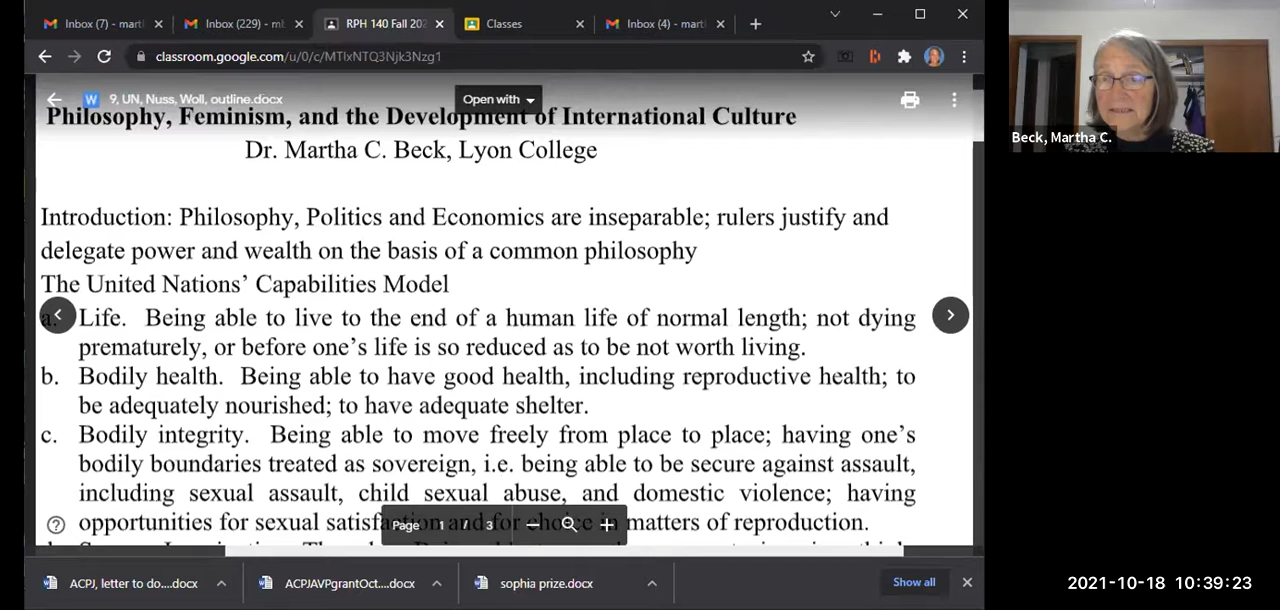 Inbox (7) - mart
Inbox (229) - mb
RPH 140 Fall 202
Classes
Inbox (4) - mart
classroom.google.com/u/0/c/MTIxNTQ3Njk3Nzg1
9, UN, Nuss, Woll, outline.docx
Open with
Philosophy, Feminism, and the Development of International Culture
Dr. Martha C. Beck, Lyon College
Introduction: Philosophy, Politics and Economics are inseparable; rulers justify and
delegate power and wealth on the basis of a common philosophy
The United Nations’ Capabilities Model
a. Life. Being able to live to the end of a human life of normal length; not dying
prematurely, or before one’s life is so reduced as to be not worth living.
b. Bodily health. Being able to have good health, including reproductive health; to
be adequately nourished; to have adequate shelter.
c. Bodily integrity. Being able to move freely from place to place; having one’s
bodily boundaries treated as sovereign, i.e. being able to be secure against assault,
including sexual assault, child sexual abuse, and domestic violence; having
opportunities for sexual satisfaction and for choice in matters of reproduction.
Page 1 / 3
ACPJ, letter to do....docx
ACPJAVPgrantOct....docx
sophia prize.docx
Show all
Beck, Martha C.
2021-10-18 10:39:23